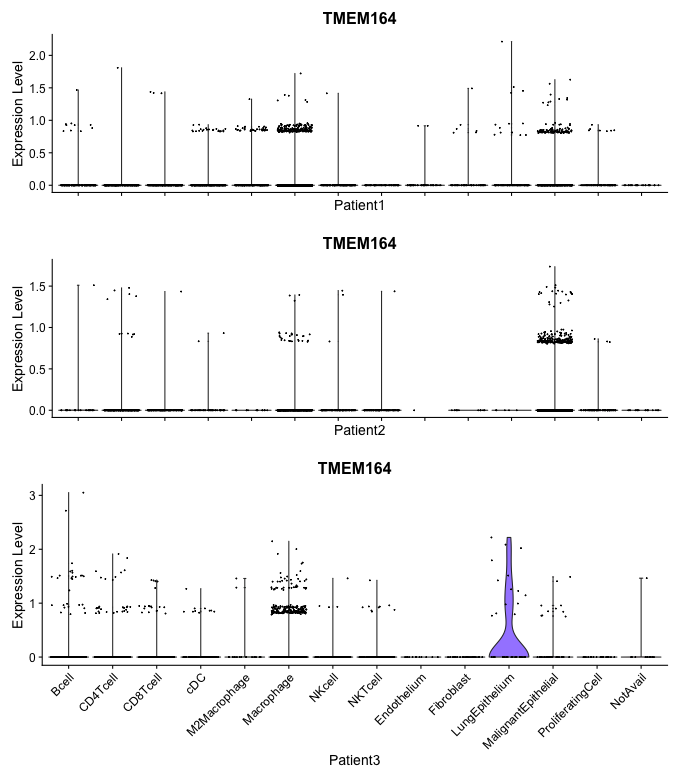 TMEM164
Expression Level
2.0
1.5
1.0
0.5
0.0
Patient1
TMEM164
Expression Level
1.5
1.0
0.5
0.0
Patient2
TMEM164
Expression Level
3
2
1
0
Bcell
CD4Tcell
CD8Tcell
cDC
M2Macrophage
Macrophage
NKcell
NKTcell
Endothelium
Fibroblast
LungEpithelium
MalignantEpithelial
ProliferatingCell
NotAvail
Patient3